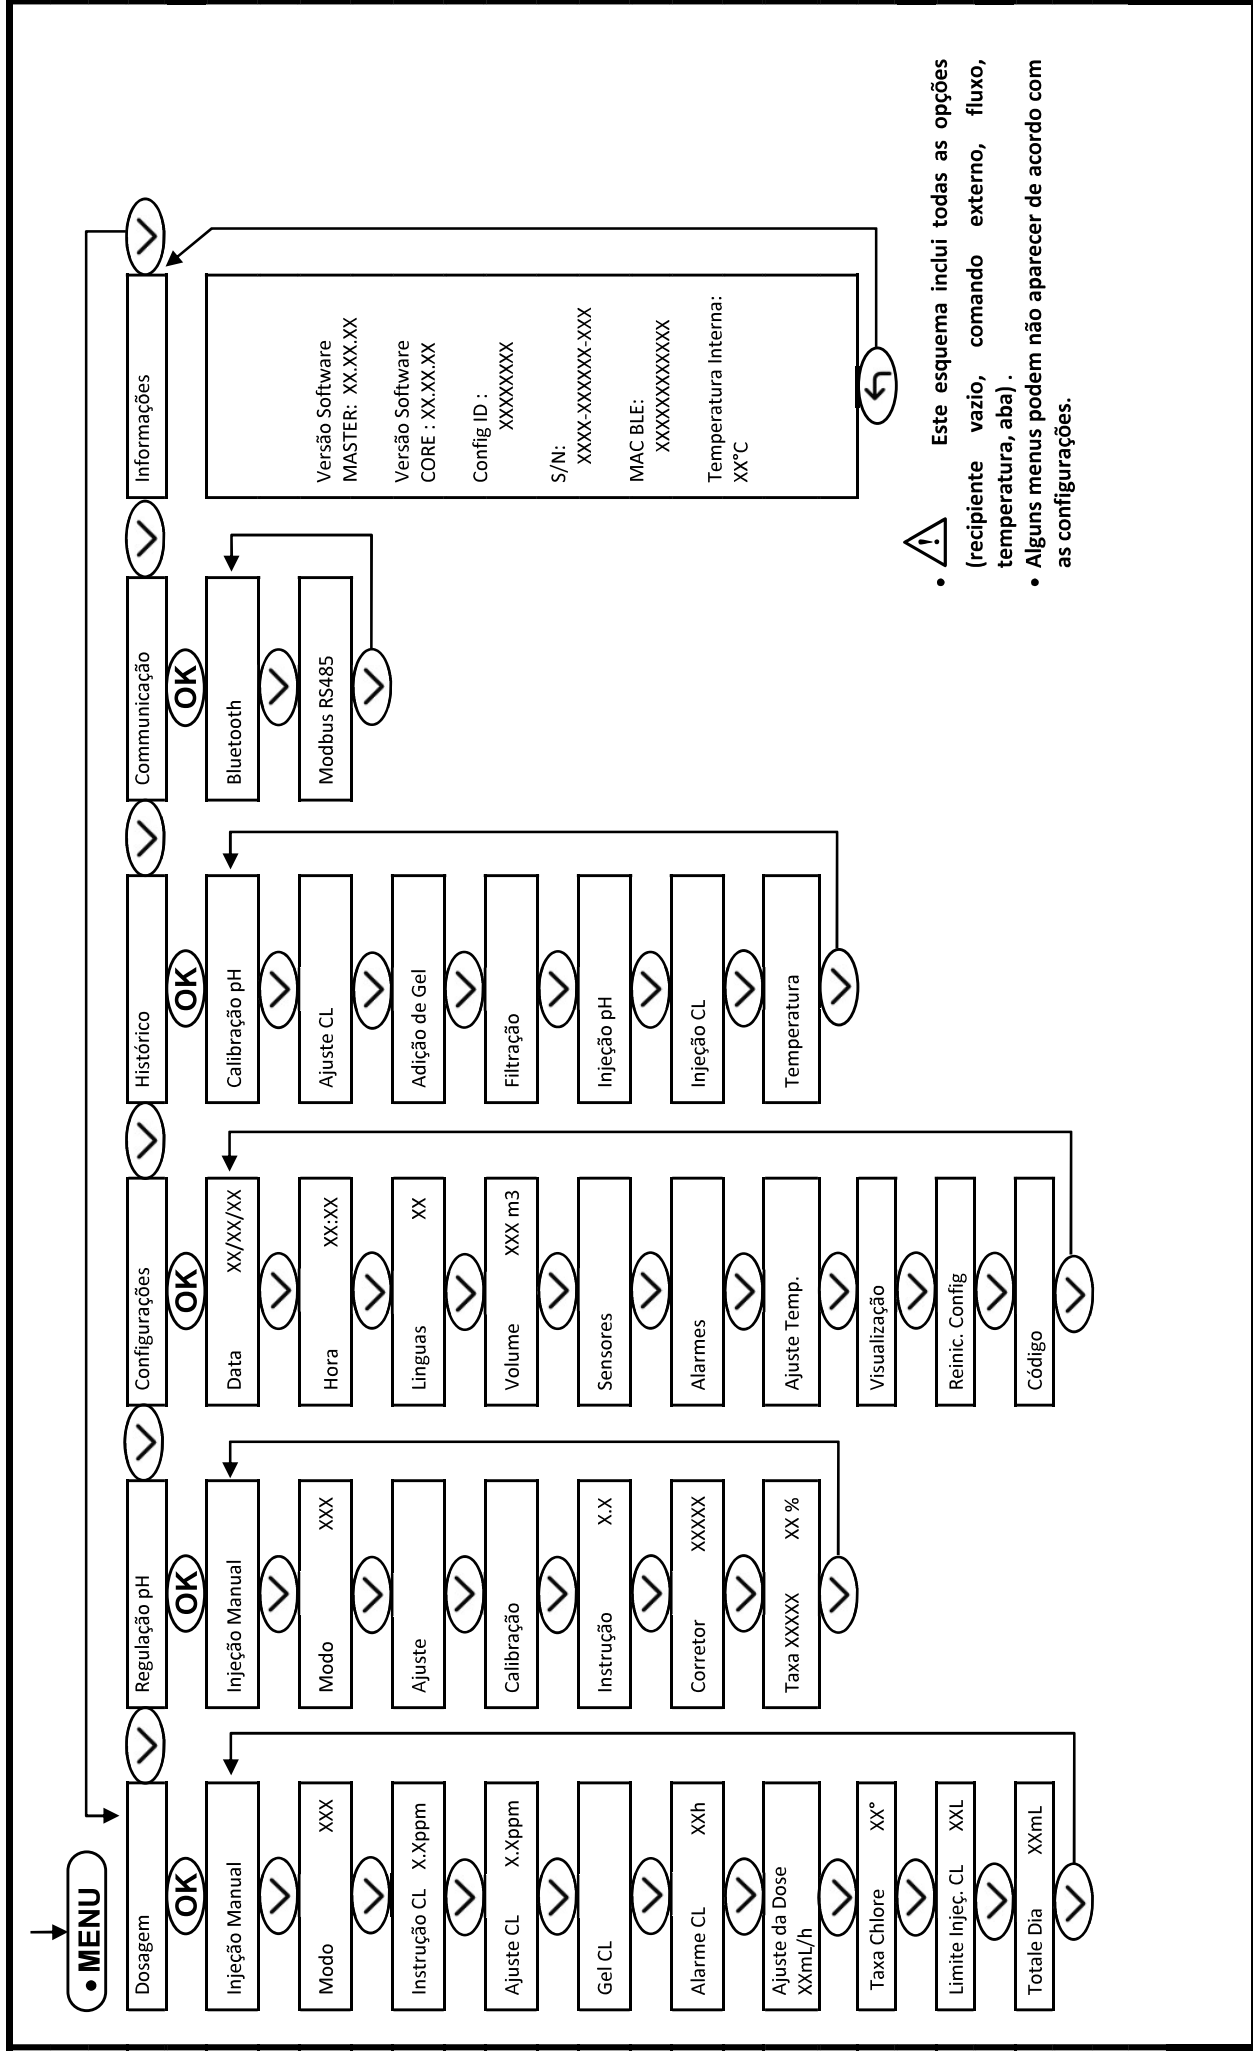 • MENU
Dosagem
OK
Injeção Manual
Modo XXX
Instrução CL X.Xppm
Ajuste CL X.Xppm
Gel CL
Alarme CL XXh
Ajuste da Dose
XXmL/h
Taxa Chlore XX°
Limite Injeç. CL XXL
Totale Dia XXmL
Regulação pH
OK
Injeção Manual
Modo XXX
Ajuste
Calibração
Instrução X.X
Corretor XXXXX
Taxa XXXXX XX %
Configurações
OK
Data XX/XX/XX
Hora XX:XX
Linguas XX
Volume XXX m3
Sensores
Alarmes
Ajuste Temp.
Visualização
Reinic. Config
Código
Histórico
OK
Calibração pH
Ajuste CL
Adição de Gel
Filtração
Injeção pH
Injeção CL
Temperatura
Communicação
OK
Bluetooth
Modbus RS485
Informações
Versão Software
MASTER: XX.XX.XX
Versão Software
CORE : XX.XX.XX
Config ID :
XXXXXXXX
S/N:
XXXX-XXXXXX-XXX
MAC BLE:
XXXXXXXXXXXX
Temperatura Interna:
XX°C
• Este esquema inclui todas as opções
(recipiente vazio, comando externo, fluxo,
temperatura, aba) .
• Alguns menus podem não aparecer de acordo com
as configurações.